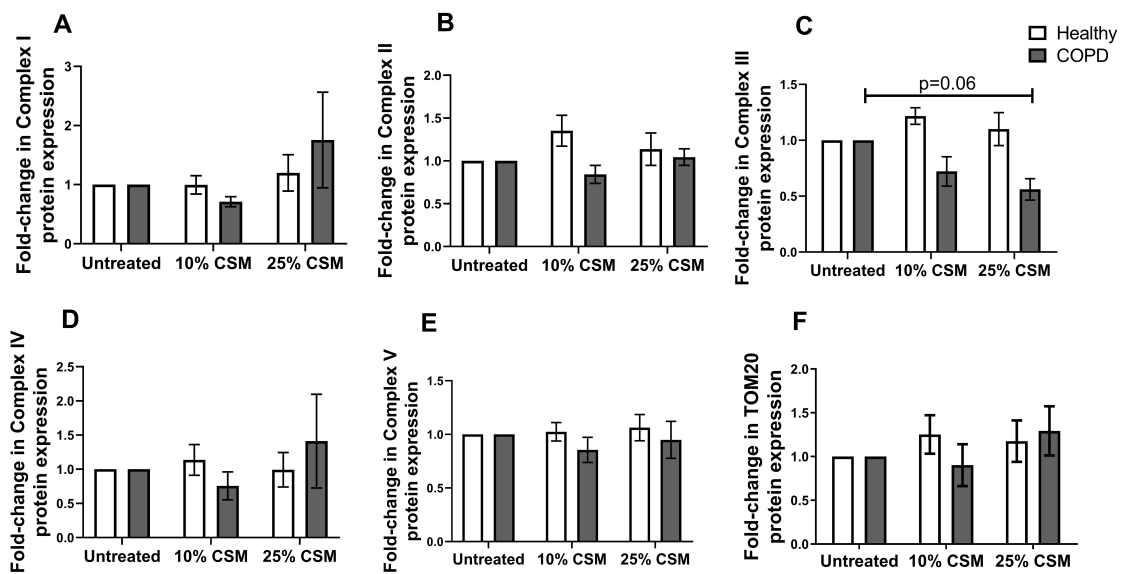 A
Fold-change in Complex I
protein expression
3
2
1
0
Untreated 10% CSM 25% CSM
B
Fold-change in Complex II
protein expression
2.0
1.5
1.0
0.5
0.0
Untreated 10% CSM 25% CSM
C
Healthy
COPD
Fold-change in Complex III
protein expression
1.5
1.0
0.5
0.0
p=0.06
Untreated 10% CSM 25% CSM
D
Fold-change in Complex IV
protein expression
2.5
2.0
1.5
1.0
0.5
0.0
Untreated 10% CSM 25% CSM
E
Fold-change in Complex V
protein expression
1.5
1.0
0.5
0.0
Untreated 10% CSM 25% CSM
F
Fold-change in TOM20
protein expression
2.0
1.5
1.0
0.5
0.0
Untreated 10% CSM 25% CSM